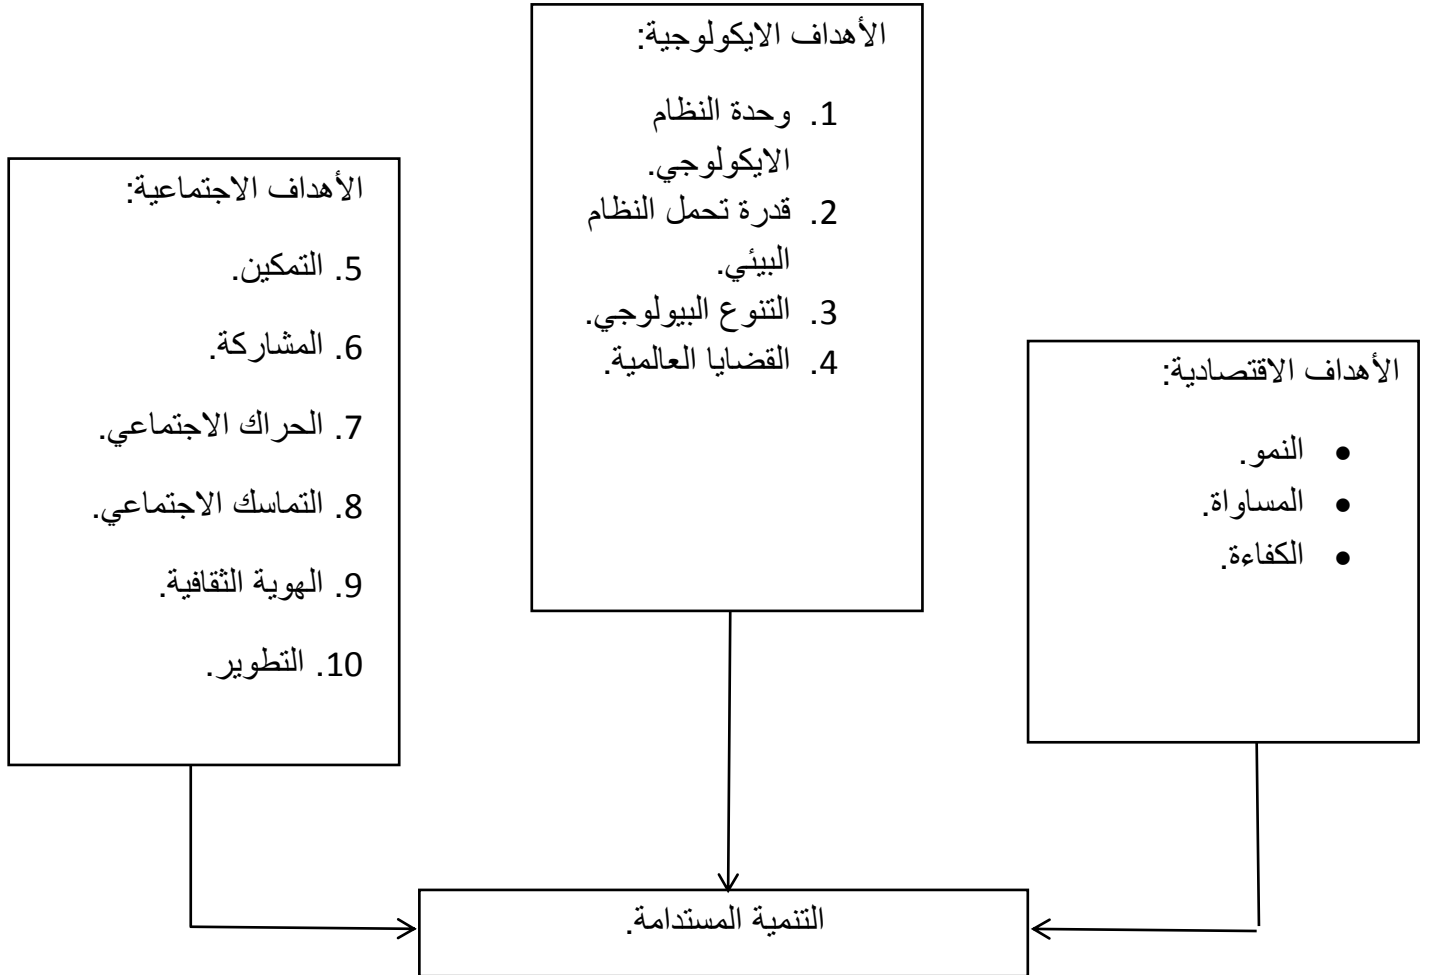 الأهداف الاقتصادية:
• النمو.
• المساواة.
• الكفاءة.
الأهداف الايكولوجية:
1. وحدة النظام
الايكولوجي.
2. قدرة تحمل النظام
البيئي.
3. التنوع البيولوجي.
4. القضايا العالمية.
الأهداف الاجتماعية:
5. التمكين.
6. المشاركة.
7. الحراك الاجتماعي.
8. التماسك الاجتماعي.
9. الهوية الثقافية.
10. التطوير.
التنمية المستدامة.